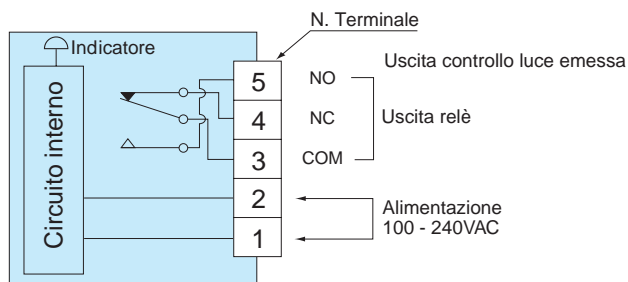 N. Terminale
Indicatore
Uscita controllo luce emessa
5 NO
4 NC
Uscita relè
3 COM
2
Alimentazione
100 - 240VAC
1
Circuito interno